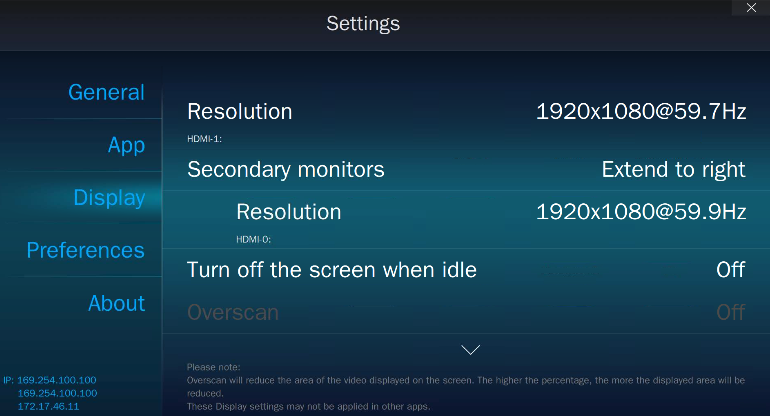 Settings
General
App
Display
Preferences
About
IP: 169.254.100.100
169.254.100.100
172.17.46.11
Resolution 1920x1080@59.7Hz
HDMI-1:
Secondary monitors Extend to right
Resolution 1920x1080@59.9Hz
HDMI-0:
Turn off the screen when idle Off
Overscan Off
Please note:
Overscan will reduce the area of the video displayed on the screen. The higher the percentage, the more the displayed area will be
reduced.
These Display settings may not be applied in other apps.